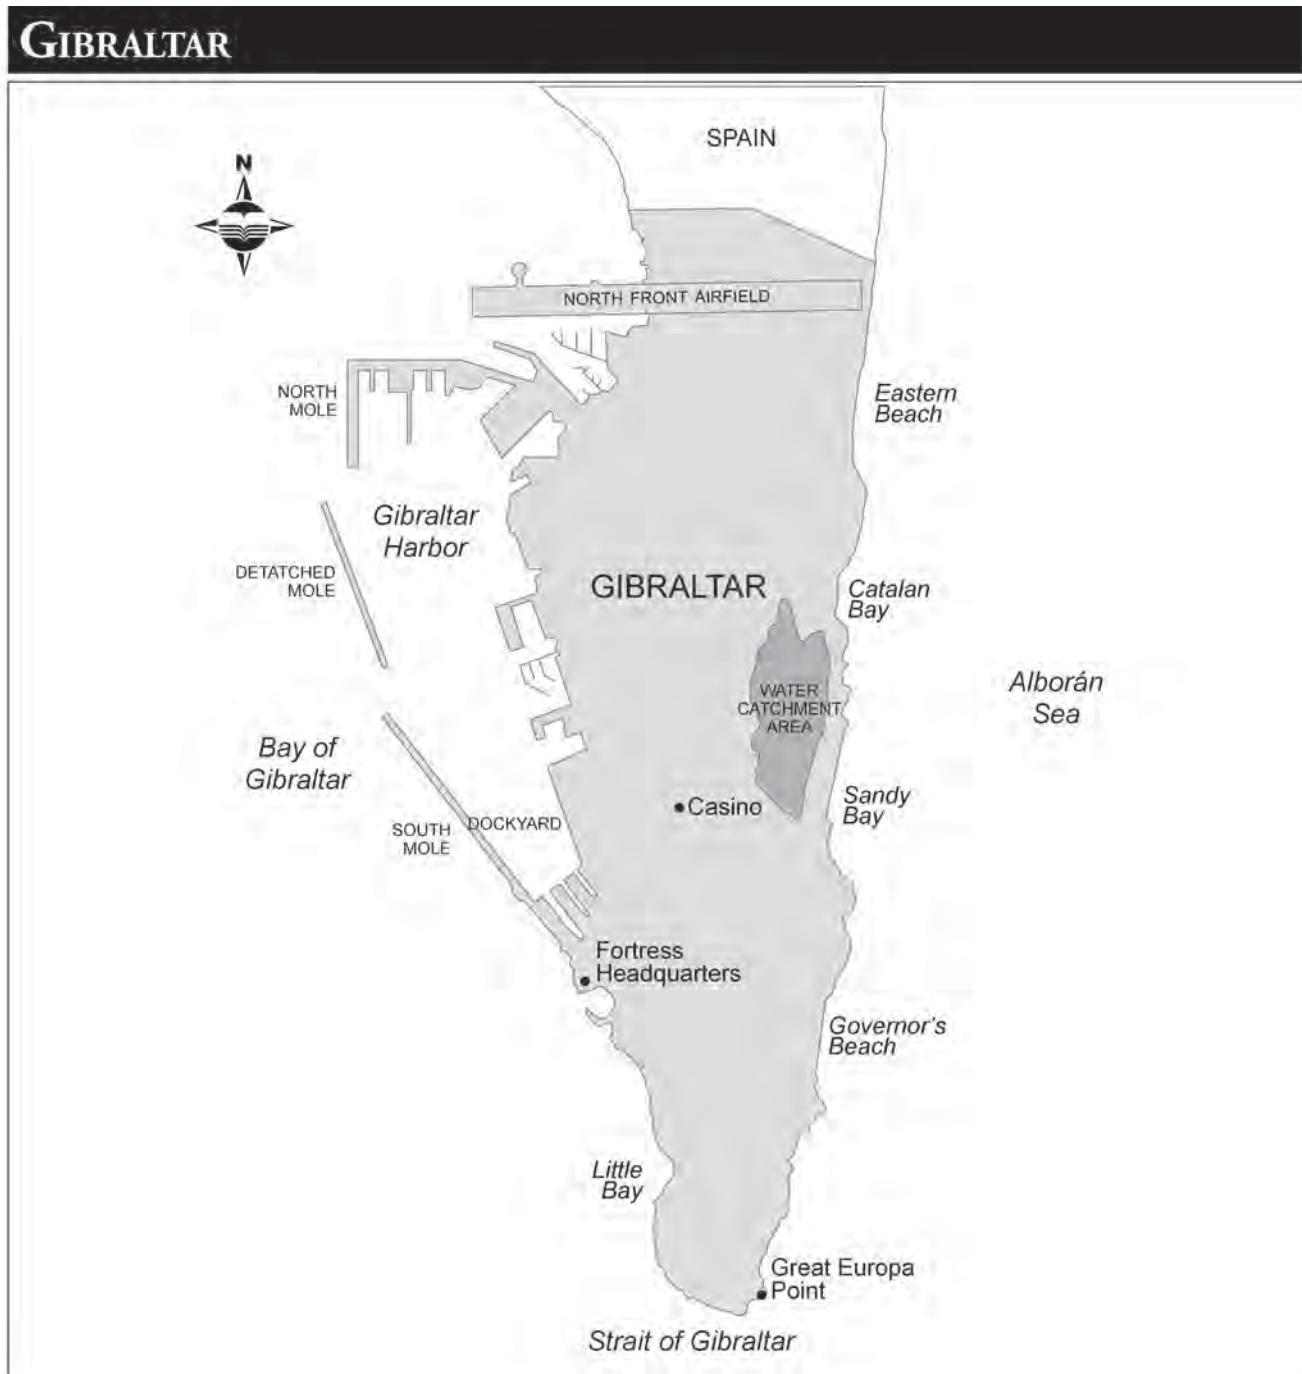 GIBRALTAR
SPAIN
N
NORTH FRONT AIRFIELD
NORTH
MOLE
Eastern
Beach
Gibraltar
Harbor
DETATCHED
MOLE
GIBRALTAR
Catalan
Bay
WATER
CATCHMENT
AREA
Alborán
Sea
Bay of
Gibraltar
Casino
Sandy
Bay
SOUTH
MOLE
DOCKYARD
Fortress
Headquarters
Governor's
Beach
Little
Bay
Great Europa
Point
Strait of Gibraltar